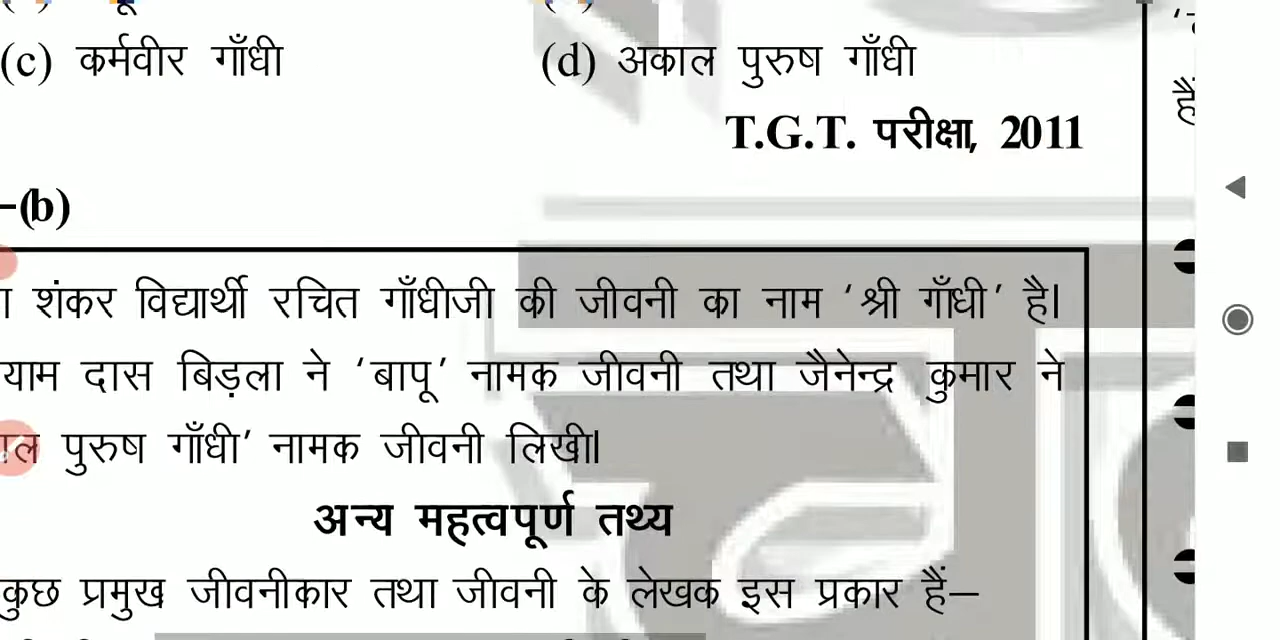 (c) कर्मवीर गाँधी (d) अकाल पुरुष गाँधी
T.G.T. परीक्षा, 2011
–(b)
शंकर विद्यार्थी रचित गाँधीजी की जीवनी का नाम ‘श्री गाँधी’ है।
याम दास बिड़ला ने ‘बापू’ नामक जीवनी तथा जैनेन्द्र कुमार ने
पुरुष गाँधी’ नामक जीवनी लिखी।
अन्य महत्वपूर्ण तथ्य
कुछ प्रमुख जीवनीकार तथा जीवनी के लेखक इस प्रकार हैं–
हैं